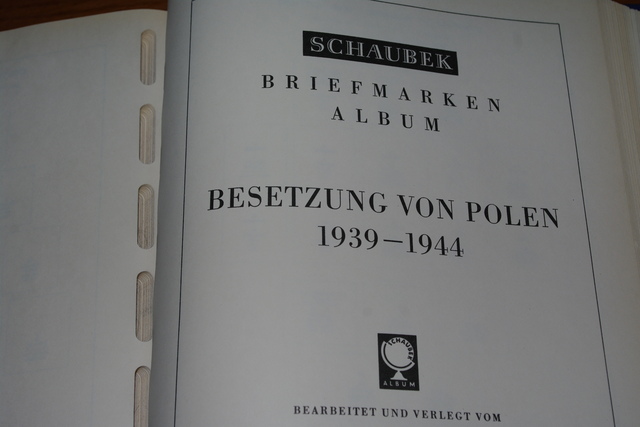 SCHAUBEK
BRIEFMARKEN
ALBUM
BESETZUNG VON POLEN
1939–1944
SCHAUBEK
ALBUM
BEARBEITET UND VERLEGT VOM